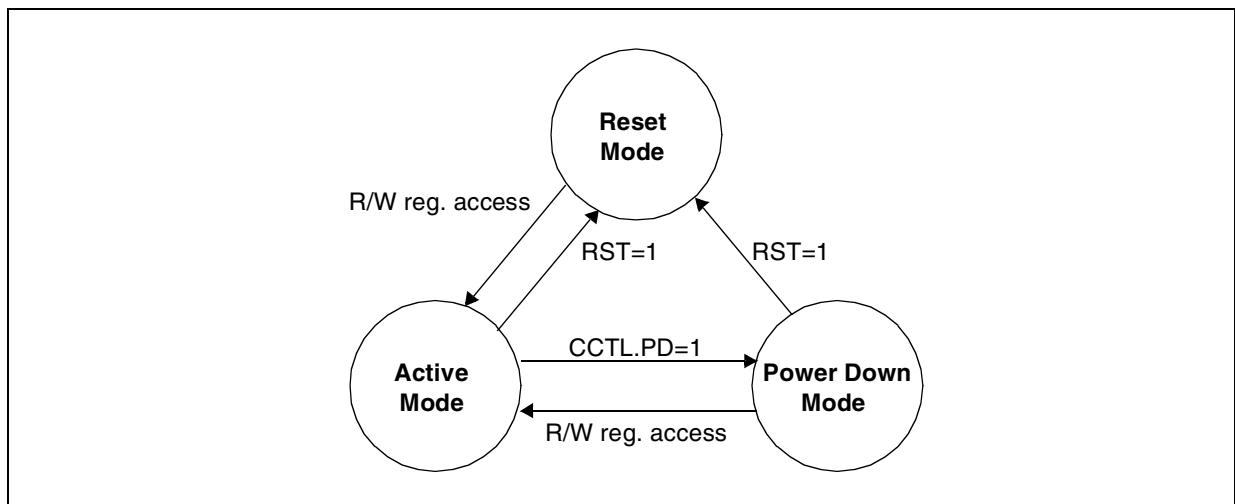 Reset
Mode
R/W reg. access
RST=1
RST=1
CCTL.PD=1
Active
Mode
Power Down
Mode
R/W reg. access